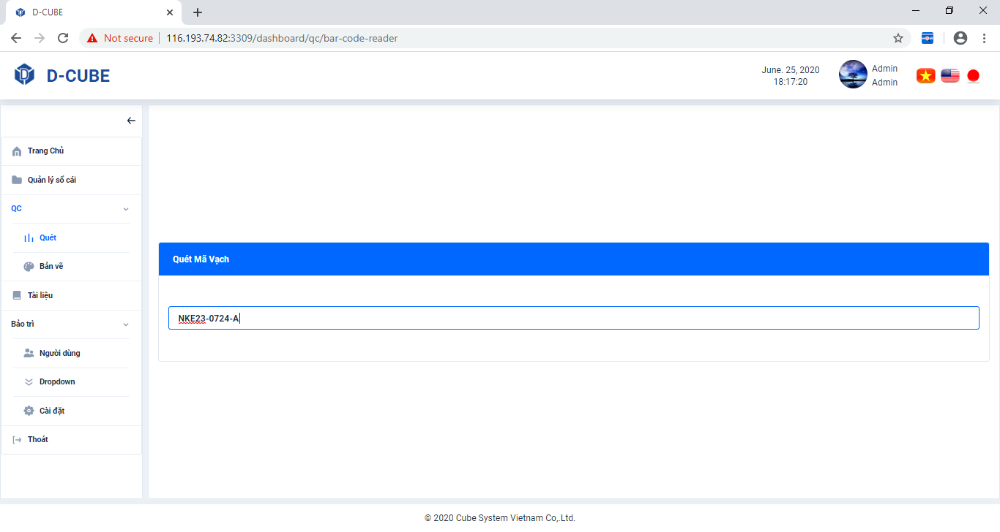 D-CUBE
Not secure
116.193.74.82:3309/dashboard/qc/bar-code-reader
D-CUBE
June. 25, 2020
18:17:20
Admin
Admin
Trang Chủ
Quản lý sổ cái
QC
Quét
Bản vẽ
Tài liệu
Bảo trì
Người dùng
Dropdown
Cài đặt
Thoát
Quét Mã Vạch
NKE23-0724-A
© 2020 Cube System Vietnam Co,.Ltd.